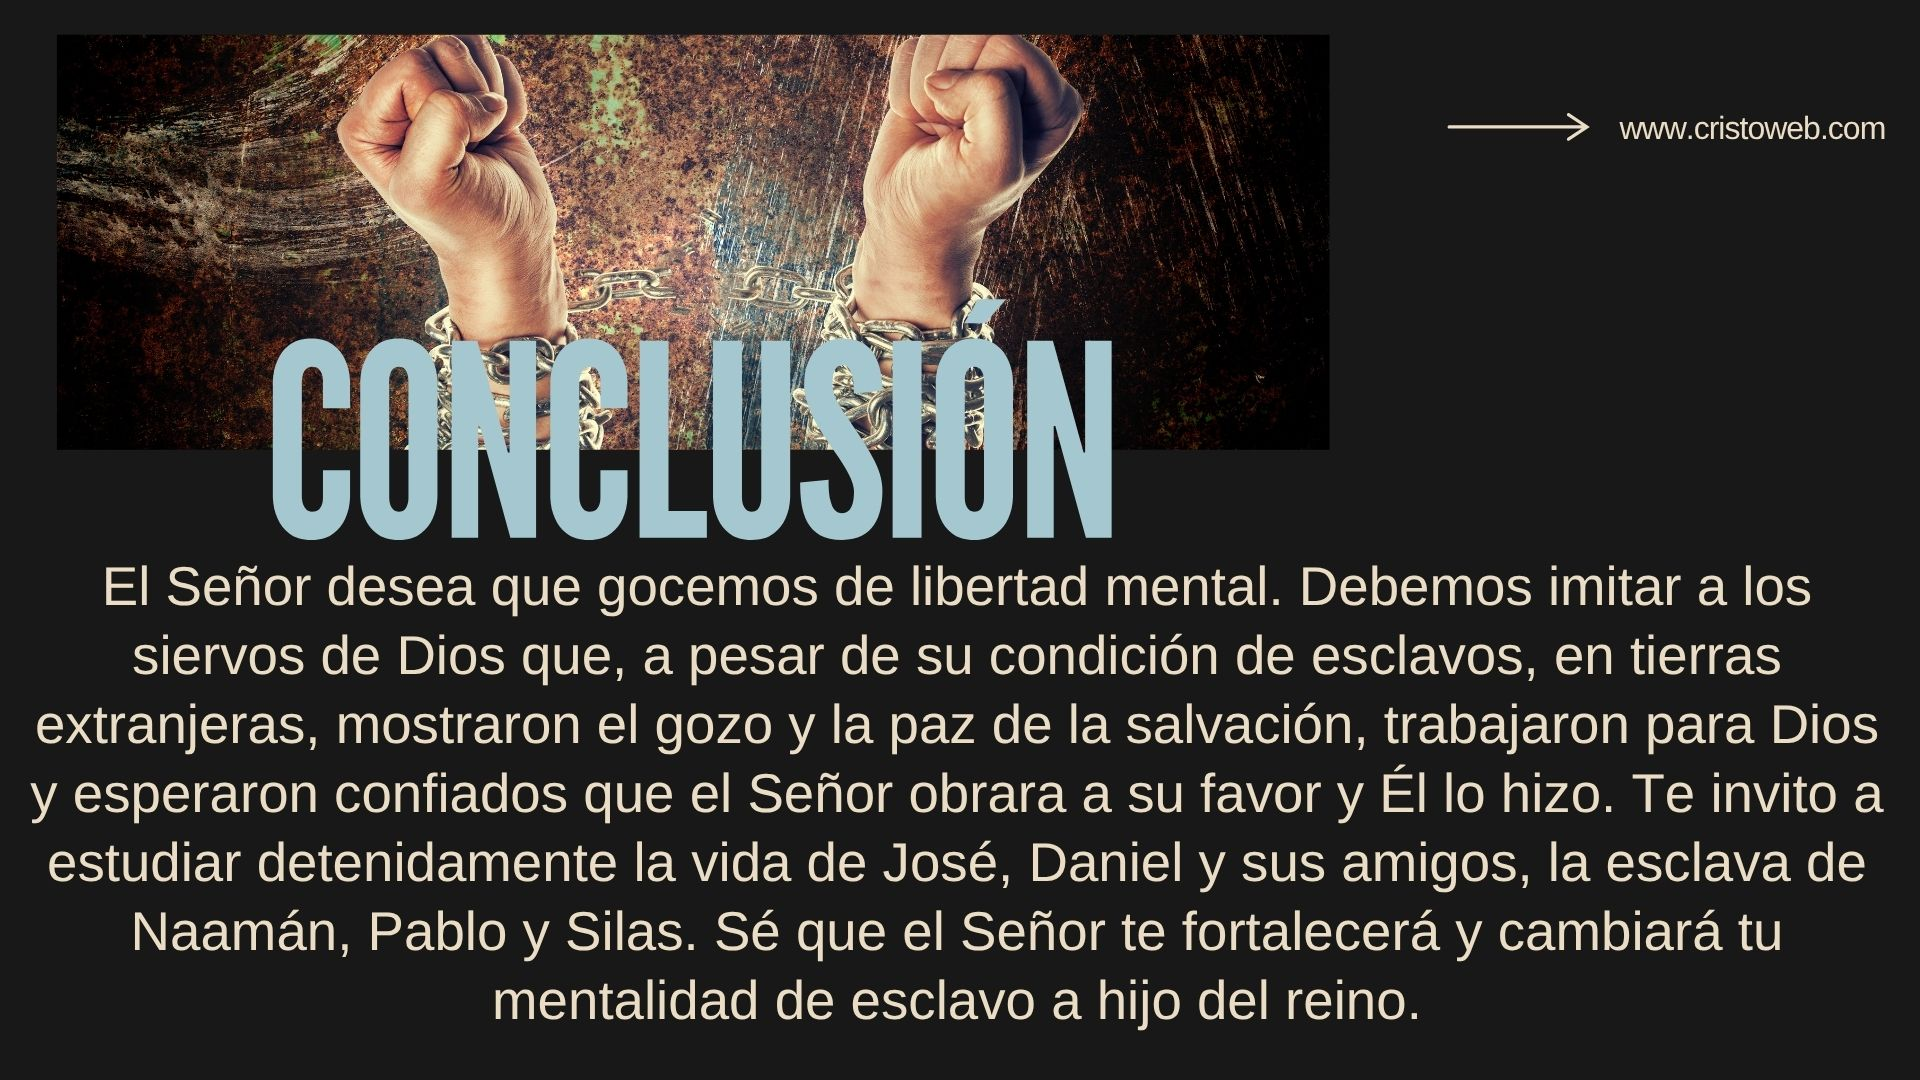 www.cristoweb.com
CONCLUSIÓN
El Señor desea que gocemos de libertad mental. Debemos imitar a los
siervos de Dios que, a pesar de su condición de esclavos, en tierras
extranjeras, mostraron el gozo y la paz de la salvación, trabajaron para Dios
y esperaron confiados que el Señor obrara a su favor y Él lo hizo. Te invito a
estudiar detenidamente la vida de José, Daniel y sus amigos, la esclava de
Naamán, Pablo y Silas. Sé que el Señor te fortalecerá y cambiará tu
mentalidad de esclavo a hijo del reino.